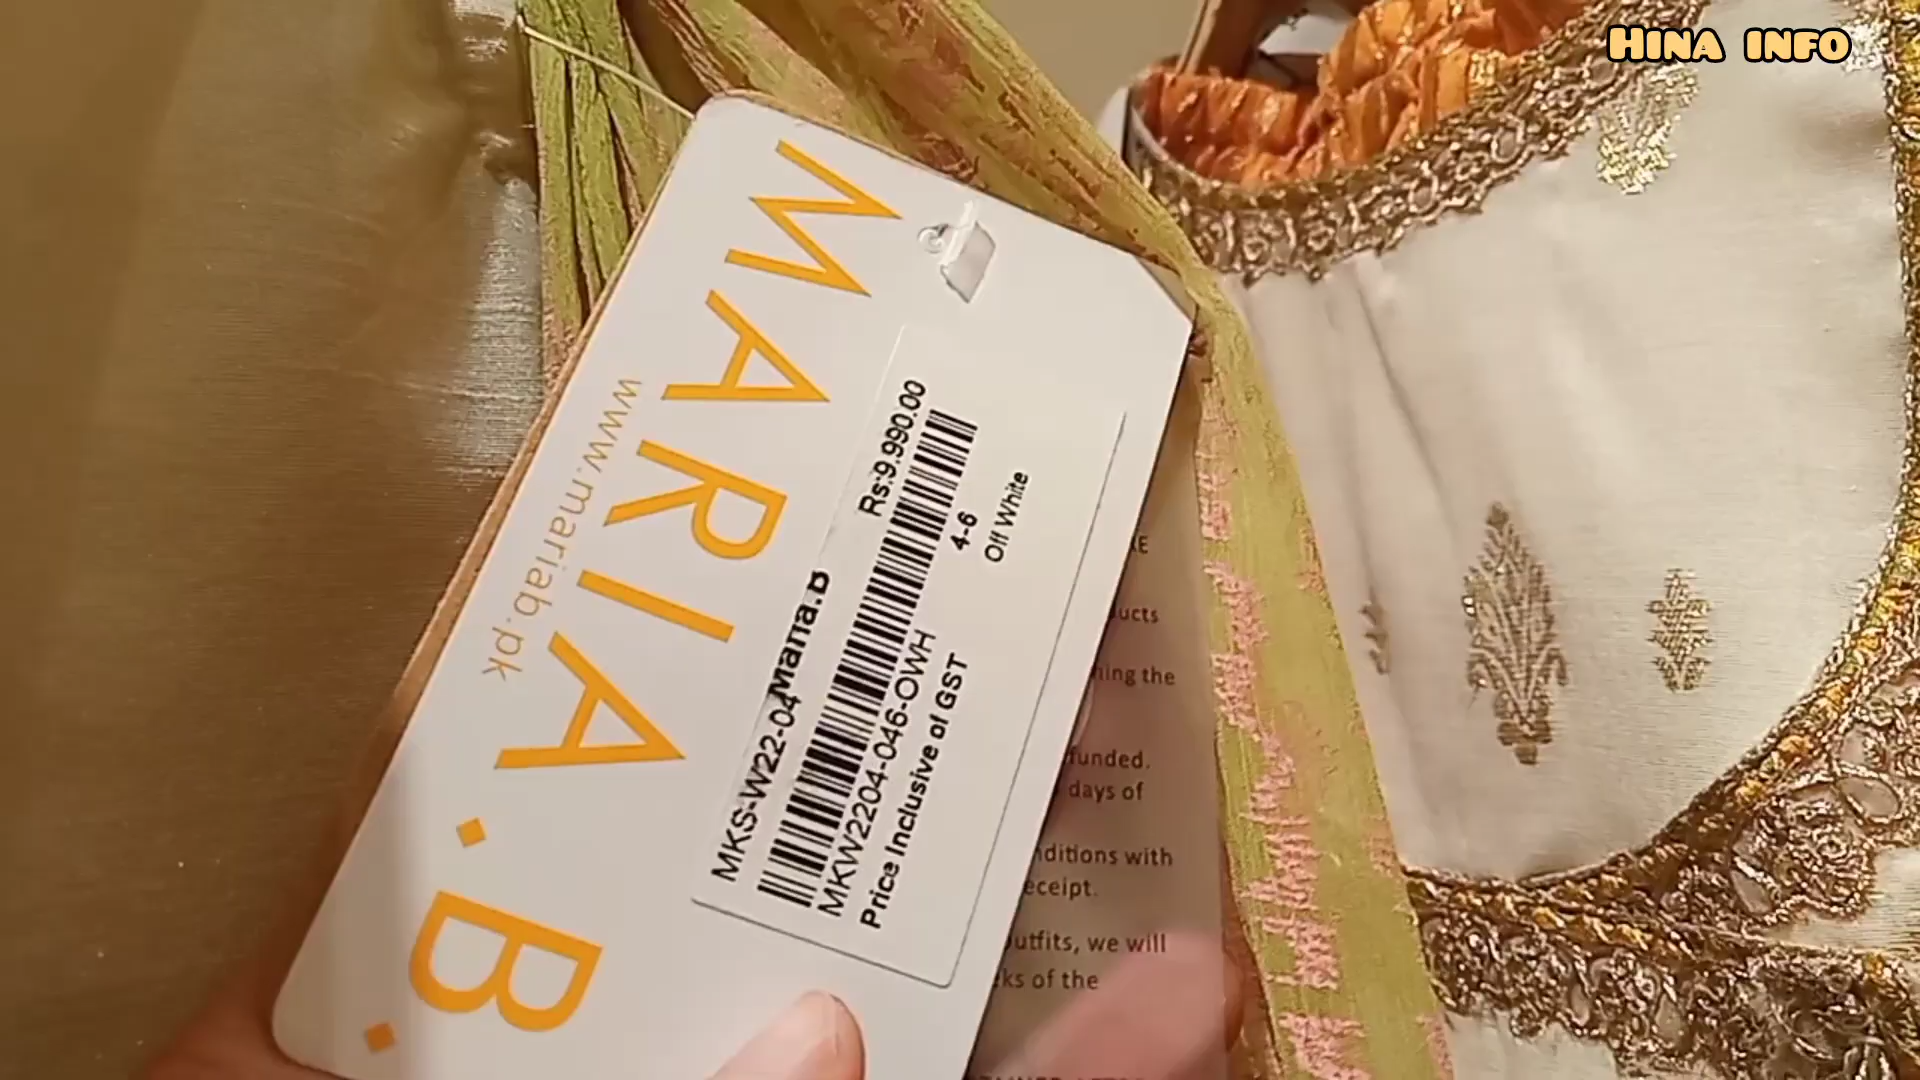 HINA INFO
MARIA.B.
www.mariab.pk
MKS-W22-04 Maria.B
Rs:9,990.00
MKW2204-046-OWH
4-6
Price Inclusive of GST
Off White
ucts
hing the
funded.
days of
nditions with
eceipt.
utfits, we will
ks of the